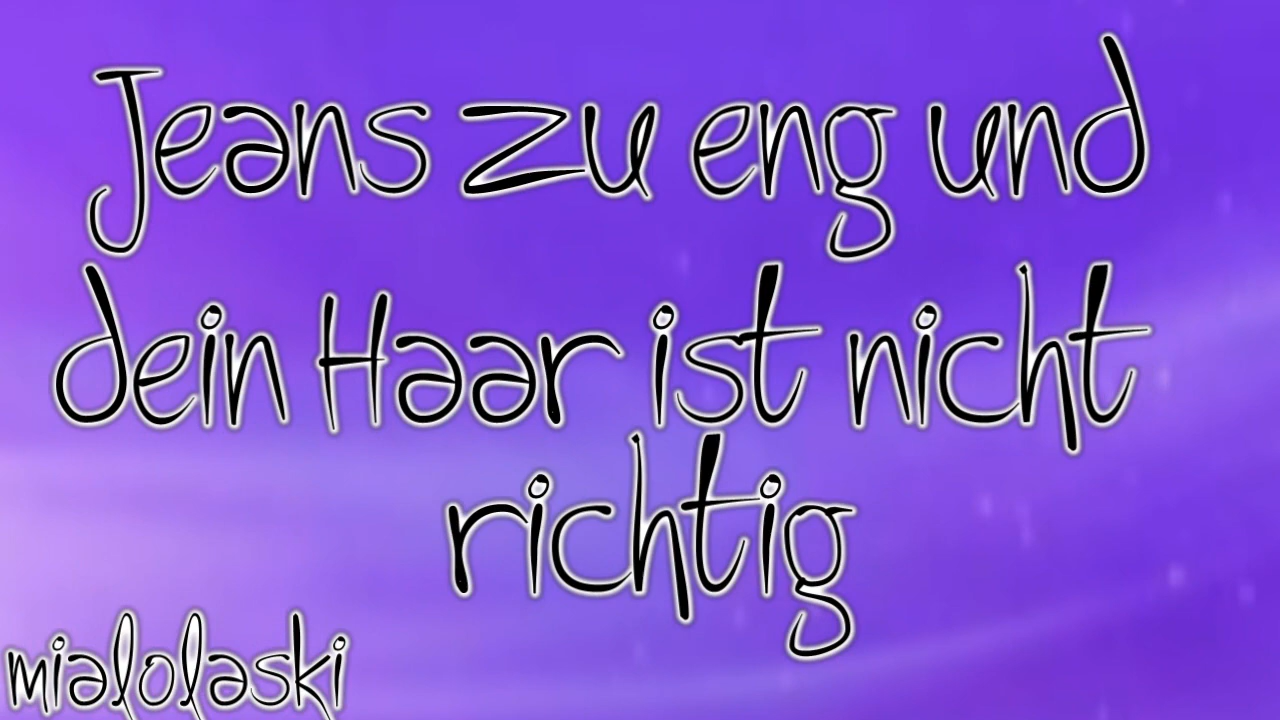 Jeans zu eng und
dein Haar ist nicht
richtig
mialolaski